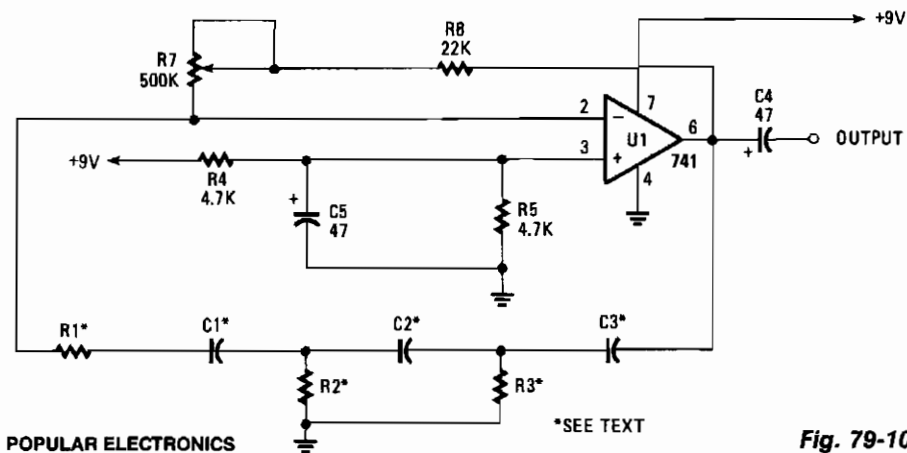 +9V
R8
22K
R7
500K
7
2
−
U1
6
C4
47
+
OUTPUT
+9V
3
+
741
4
R4
4.7K
+
C5
47
R5
4.7K
R1*
C1*
C2*
C3*
R2*
R3*
*SEE TEXT
POPULAR ELECTRONICS
Fig. 79-10